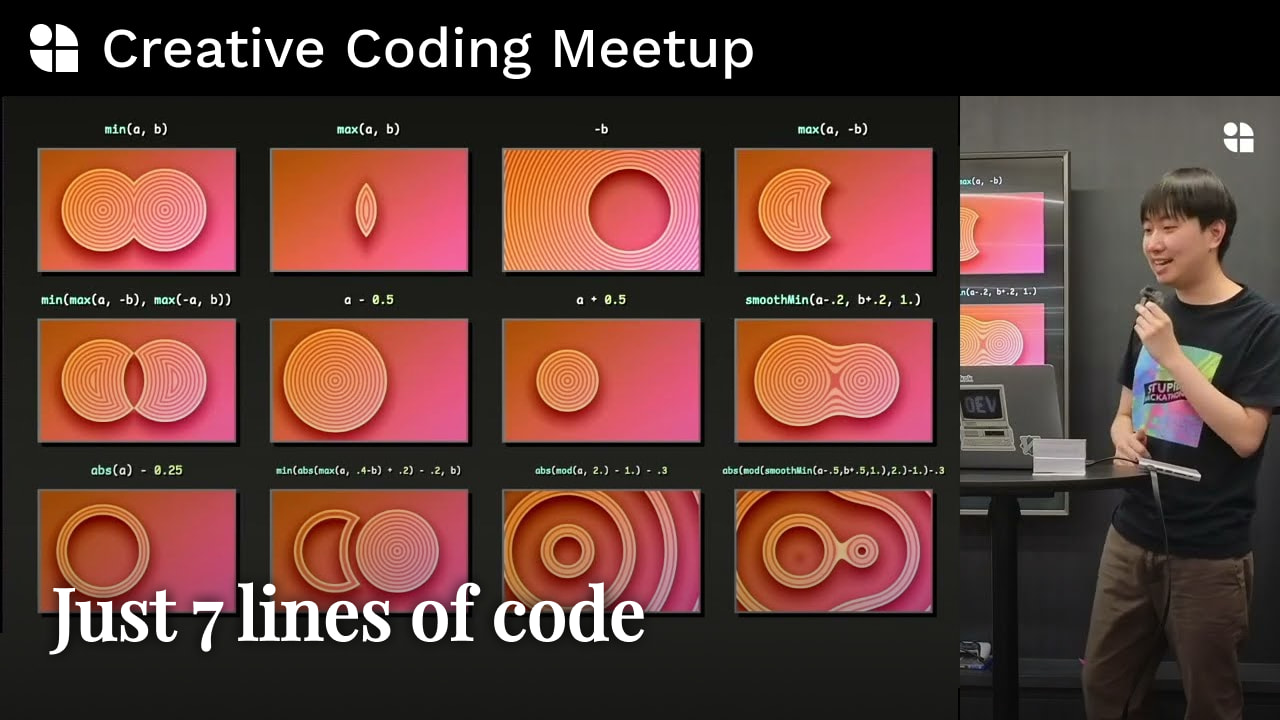 Creative Coding Meetup
min(a, b)
max(a, b)
-b
max(a, -b)
min(max(a, -b), max(-a, b))
a - 0.5
a + 0.5
smoothMin(a-.2, b+.2, 1.)
abs(a) - 0.25
min(abs(max(a, .4-b) + .2) - .2, b)
abs(mod(a, 2.) - 1.) - .3
abs(mod(smoothMin(a-.5,b+.5,1.),2.)-1.)-.3
Just 7 lines of code
max(a, -b)
in(a-.2, b+.2, 1.)
DEV
STUPID
HACKATHON